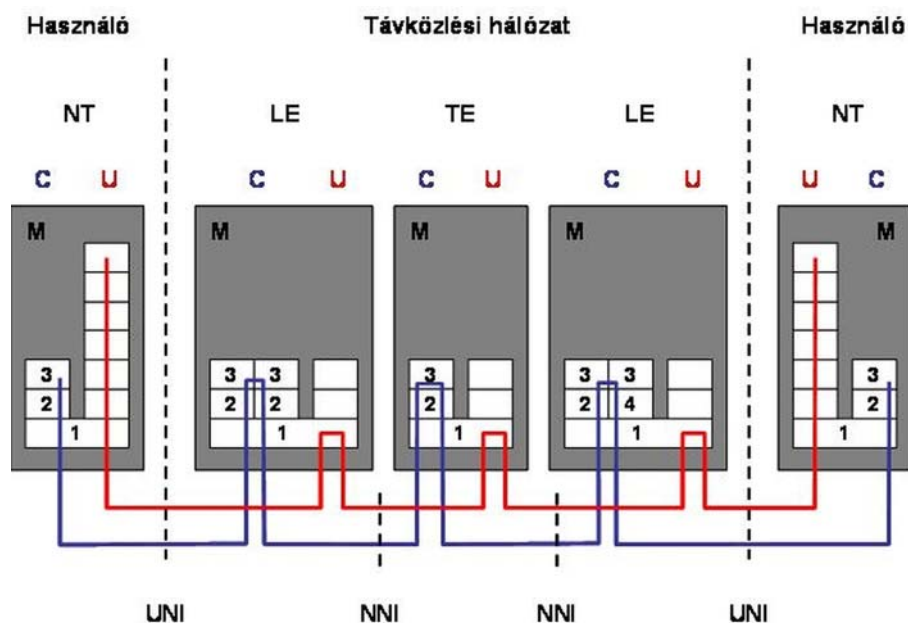 Használó Távközlési hálózat Használó
NT LE TE LE NT
C U C U C U C U U C
M M M M M
3 3 3 3 3 3 3
2 2 2 2 2 4 2
1 1 1 1 1
UNI NNI NNI UNI